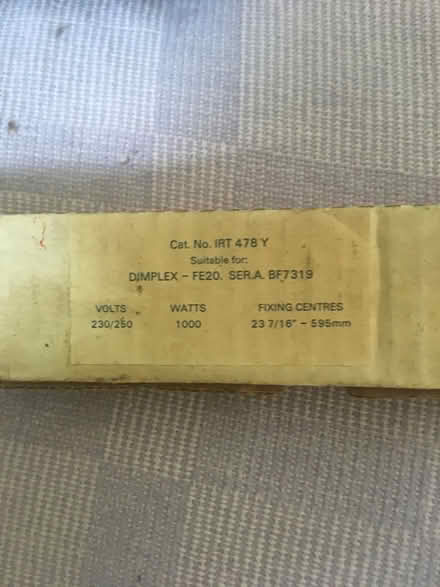 Cat. No. IRT 478 Y
Suitable for:
DIMPLEX - FE20. SER.A. BF7319
VOLTS WATTS FIXING CENTRES
230/250 1000 23 7/16" - 595mm